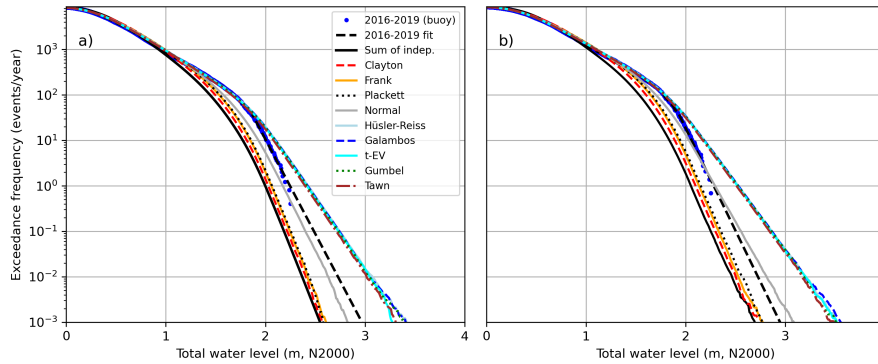 a)
2016-2019 (buoy)
2016-2019 fit
Sum of indep.
Clayton
Frank
Plackett
Normal
Hüsler-Reiss
Galambos
t-EV
Gumbel
Tawn
b)
Exceedance frequency (events/year)
10³
10²
10¹
10⁰
10⁻¹
10⁻²
10⁻³
0 1 2 3 4
Total water level (m, N2000)
0 1 2 3
Total water level (m, N2000)